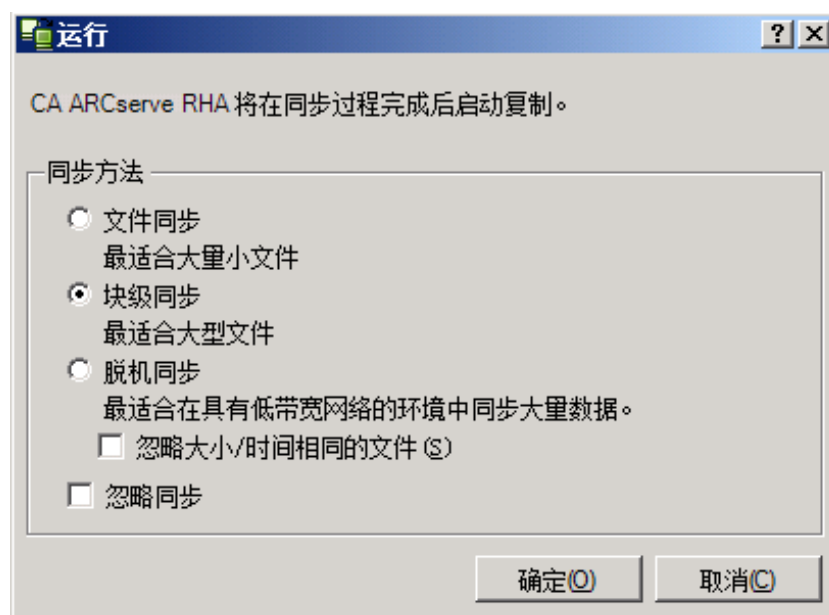 运行
CA ARCserve RHA 将在同步过程完成后启动复制。
同步方法
文件同步
最适合大量小文件
块级同步
最适合大型文件
脱机同步
最适合在具有低带宽网络的环境中同步大量数据。
忽略大小/时间相同的文件(S)
忽略同步
确定(O) 取消(C)